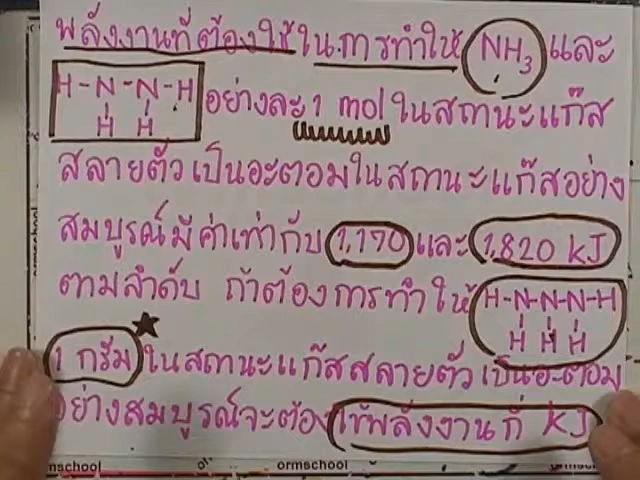 พลังงานที่ต้องใช้ในการทำให้ NH3 และ
H-N-N-H อย่างละ 1 mol ในสถานะแก๊ส
H H
สลายตัวเป็นอะตอมในสถานะแก๊สอย่าง
สมบูรณ์มีค่าเท่ากับ 1,170 และ 1,820 kJ
ตามลำดับ ถ้าต้องการทำให้ H-N-N-N-H
H H H
1 กรัม ในสถานะแก๊สสลายตัวเป็นอะตอม
อย่างสมบูรณ์จะต้องใช้พลังงานกี่ kJ
ormschool
ormschool